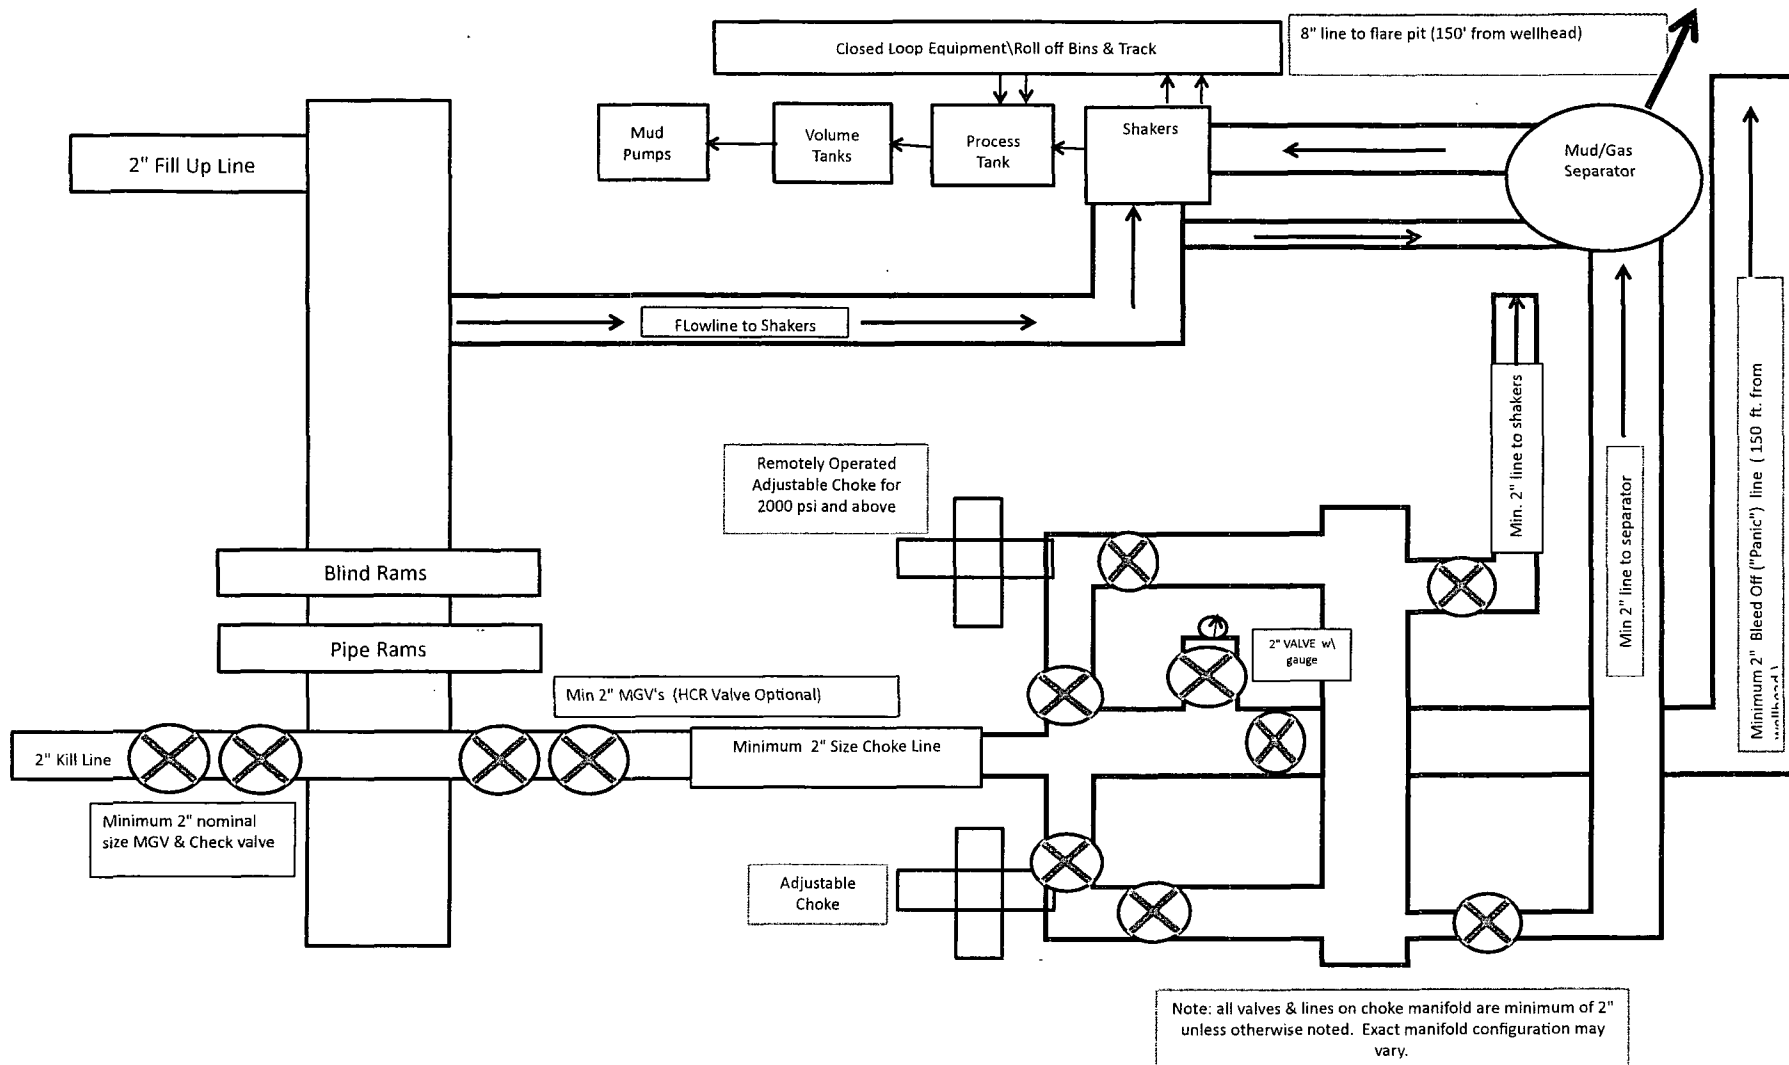 Closed Loop Equipment\Roll off Bins & Track
8" line to flare pit (150' from wellhead)
2" Fill Up Line
Mud
Pumps
Volume
Tanks
Process
Tank
Shakers
Mud/Gas
Separator
FLowline to Shakers
Min. 2" line to shakers
Min 2" line to separator
Minimum 2" Bleed Off ("Panic") line ( 150 ft. from
wellhead)
Remotely Operated
Adjustable Choke for
2000 psi and above
Blind Rams
Pipe Rams
2" VALVE w\
gauge
Min 2" MGV's (HCR Valve Optional)
2" Kill Line
Minimum 2" Size Choke Line
Minimum 2" nominal
size MGV & Check valve
Adjustable
Choke
Note: all valves & lines on choke manifold are minimum of 2"
unless otherwise noted. Exact manifold configuration may
vary.